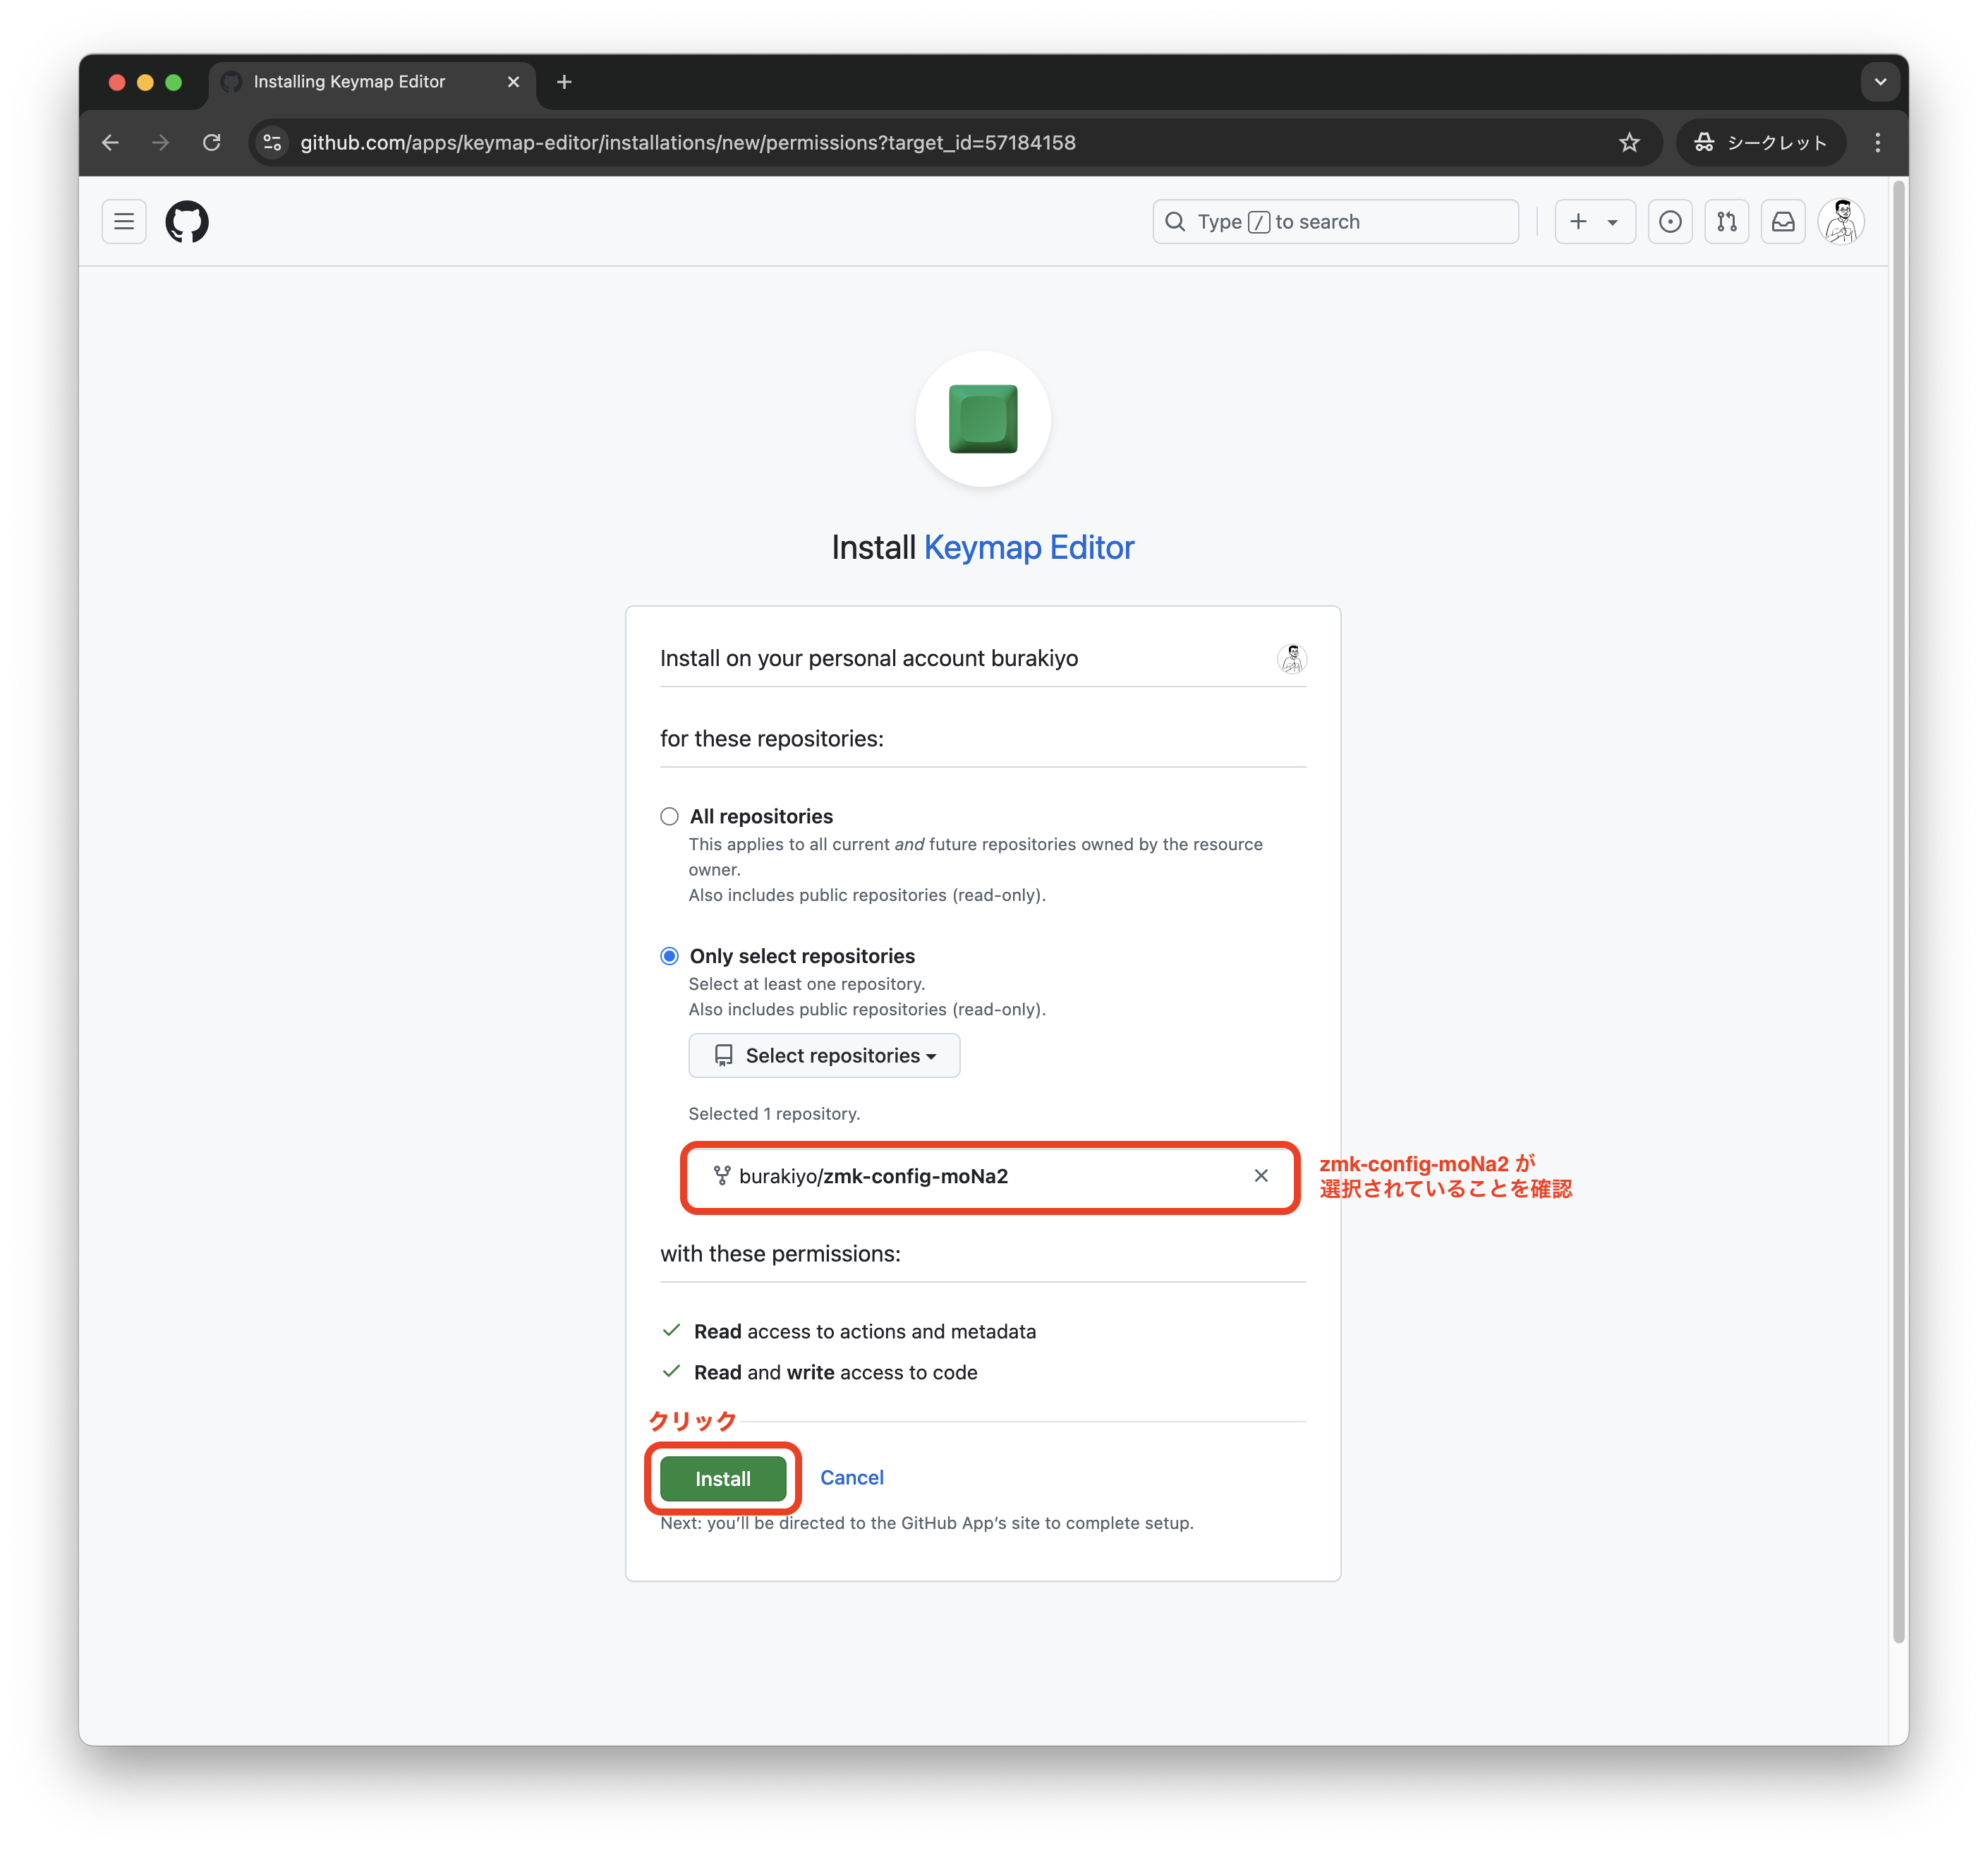 Installing Keymap Editor
github.com/apps/keymap-editor/installations/new/permissions?target_id=57184158
シークレット
Type / to search
Install Keymap Editor
Install on your personal account burakiyo
for these repositories:
All repositories
This applies to all current and future repositories owned by the resource
owner.
Also includes public repositories (read-only).
Only select repositories
Select at least one repository.
Also includes public repositories (read-only).
Select repositories
Selected 1 repository.
burakiyo/zmk-config-moNa2
zmk-config-moNa2 が
選択されていることを確認
with these permissions:
Read access to actions and metadata
Read and write access to code
クリック
Install
Cancel
Next: you’ll be directed to the GitHub App’s site to complete setup.